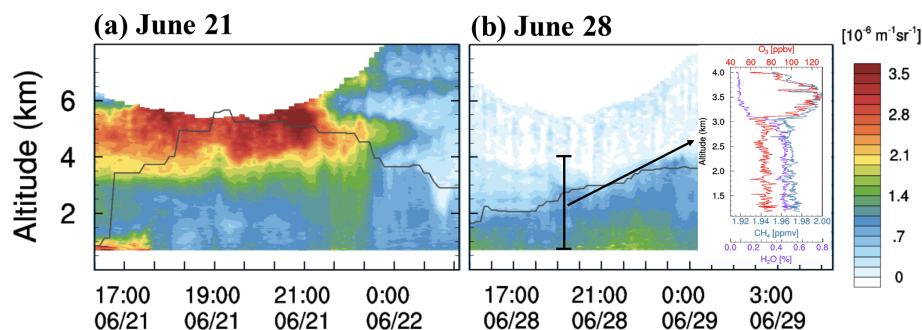 (a) June 21
(b) June 28
[10⁻⁶ m⁻¹sr⁻¹]
Altitude (km)
6
4
2
17:00 19:00 21:00 0:00
06/21 06/21 06/21 06/22
17:00 20:00 21:00 0:00 3:00
06/28 06/28 06/28 06/29 06/29
O₃ [ppbv]
40 60 80 100 120
Altitude (km)
4.0
3.5
3.0
2.5
2.0
1.5
1.92 1.94 1.96 1.98 2.00
CH₄ [ppmv]
0.0 0.2 0.4 0.6 0.8
H₂O [%]
3.5
2.8
2.1
1.4
.7
0